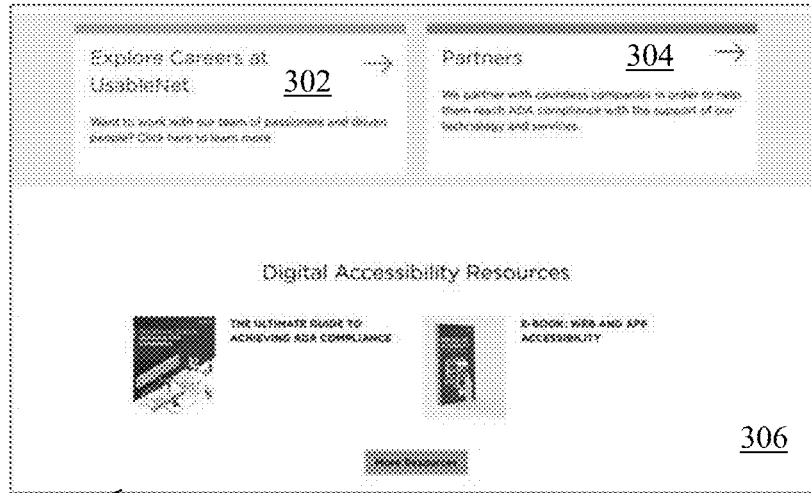 Explore Careers at
UsableNet
302
Want to work with our team of passionate and driven
people? Click here to learn more
Partners
304
We partner with countless companies in order to help
them reach ADA compliance with the support of our
technology and services.
Digital Accessibility Resources
THE ULTIMATE GUIDE TO
ACHIEVING ADA COMPLIANCE
E-BOOK: WEB AND APP
ACCESSIBILITY
306